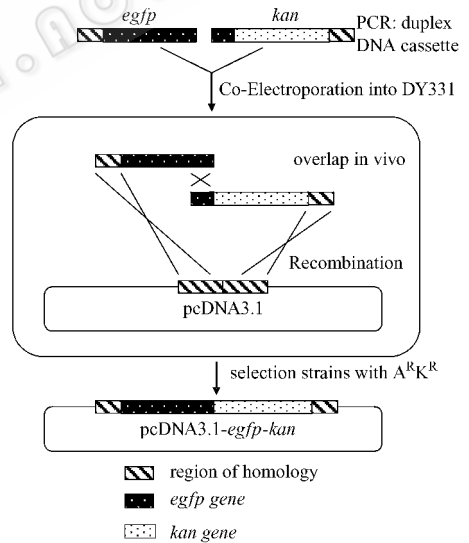 egfp kan PCR: duplex
DNA cassette
Co-Electroporation into DY331
overlap in vivo
Recombination
pcDNA3.1
selection strains with AᴿKᴿ
pcDNA3.1-egfp-kan
region of homology
egfp gene
kan gene